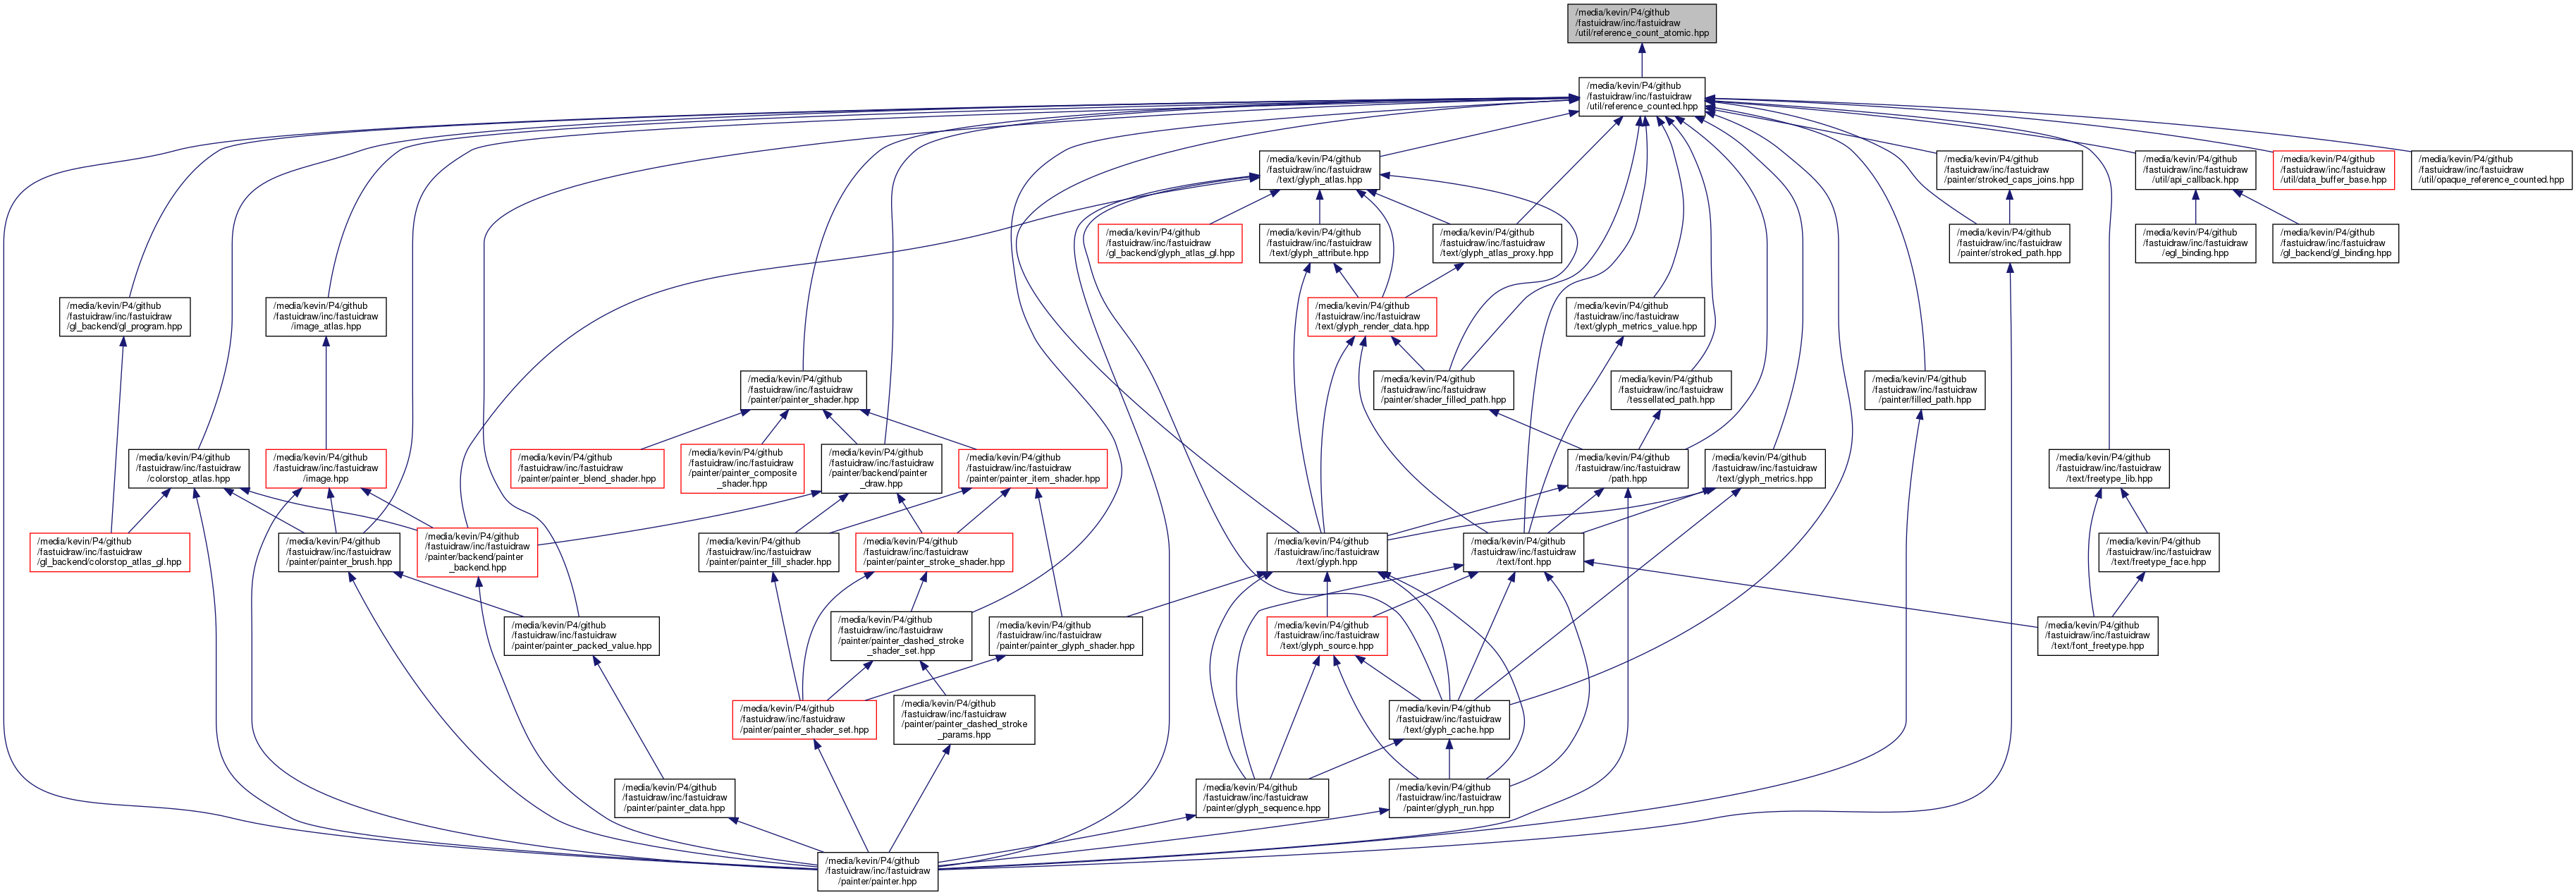 /media/kevin/P4/github
/fastuidraw/inc/fastuidraw
/util/reference_count_atomic.hpp
/media/kevin/P4/github
/fastuidraw/inc/fastuidraw
/util/reference_counted.hpp
/media/kevin/P4/github
/fastuidraw/inc/fastuidraw
/text/glyph_atlas.hpp
/media/kevin/P4/github
/fastuidraw/inc/fastuidraw
/painter/stroked_caps_joins.hpp
/media/kevin/P4/github
/fastuidraw/inc/fastuidraw
/util/api_callback.hpp
/media/kevin/P4/github
/fastuidraw/inc/fastuidraw
/util/data_buffer_base.hpp
/media/kevin/P4/github
/fastuidraw/inc/fastuidraw
/util/opaque_reference_counted.hpp
/media/kevin/P4/github
/fastuidraw/inc/fastuidraw
/gl_backend/glyph_atlas_gl.hpp
/media/kevin/P4/github
/fastuidraw/inc/fastuidraw
/text/glyph_attribute.hpp
/media/kevin/P4/github
/fastuidraw/inc/fastuidraw
/text/glyph_atlas_proxy.hpp
/media/kevin/P4/github
/fastuidraw/inc/fastuidraw
/painter/stroked_path.hpp
/media/kevin/P4/github
/fastuidraw/inc/fastuidraw
/egl_binding.hpp
/media/kevin/P4/github
/fastuidraw/inc/fastuidraw
/gl_backend/gl_binding.hpp
/media/kevin/P4/github
/fastuidraw/inc/fastuidraw
/gl_backend/gl_program.hpp
/media/kevin/P4/github
/fastuidraw/inc/fastuidraw
/image_atlas.hpp
/media/kevin/P4/github
/fastuidraw/inc/fastuidraw
/text/glyph_render_data.hpp
/media/kevin/P4/github
/fastuidraw/inc/fastuidraw
/text/glyph_metrics_value.hpp
/media/kevin/P4/github
/fastuidraw/inc/fastuidraw
/painter/painter_shader.hpp
/media/kevin/P4/github
/fastuidraw/inc/fastuidraw
/painter/shader_filled_path.hpp
/media/kevin/P4/github
/fastuidraw/inc/fastuidraw
/tessellated_path.hpp
/media/kevin/P4/github
/fastuidraw/inc/fastuidraw
/painter/filled_path.hpp
/media/kevin/P4/github
/fastuidraw/inc/fastuidraw
/colorstop_atlas.hpp
/media/kevin/P4/github
/fastuidraw/inc/fastuidraw
/image.hpp
/media/kevin/P4/github
/fastuidraw/inc/fastuidraw
/painter/painter_blend_shader.hpp
/media/kevin/P4/github
/fastuidraw/inc/fastuidraw
/painter/painter_composite
_shader.hpp
/media/kevin/P4/github
/fastuidraw/inc/fastuidraw
/painter/backend/painter
_draw.hpp
/media/kevin/P4/github
/fastuidraw/inc/fastuidraw
/painter/painter_item_shader.hpp
/media/kevin/P4/github
/fastuidraw/inc/fastuidraw
/path.hpp
/media/kevin/P4/github
/fastuidraw/inc/fastuidraw
/text/glyph_metrics.hpp
/media/kevin/P4/github
/fastuidraw/inc/fastuidraw
/text/freetype_lib.hpp
/media/kevin/P4/github
/fastuidraw/inc/fastuidraw
/gl_backend/colorstop_atlas_gl.hpp
/media/kevin/P4/github
/fastuidraw/inc/fastuidraw
/painter/painter_brush.hpp
/media/kevin/P4/github
/fastuidraw/inc/fastuidraw
/painter/backend/painter
_backend.hpp
/media/kevin/P4/github
/fastuidraw/inc/fastuidraw
/painter/painter_fill_shader.hpp
/media/kevin/P4/github
/fastuidraw/inc/fastuidraw
/painter/painter_stroke_shader.hpp
/media/kevin/P4/github
/fastuidraw/inc/fastuidraw
/text/glyph.hpp
/media/kevin/P4/github
/fastuidraw/inc/fastuidraw
/text/font.hpp
/media/kevin/P4/github
/fastuidraw/inc/fastuidraw
/text/freetype_face.hpp
/media/kevin/P4/github
/fastuidraw/inc/fastuidraw
/painter/painter_packed_value.hpp
/media/kevin/P4/github
/fastuidraw/inc/fastuidraw
/painter/painter_dashed_stroke
_shader_set.hpp
/media/kevin/P4/github
/fastuidraw/inc/fastuidraw
/painter/painter_glyph_shader.hpp
/media/kevin/P4/github
/fastuidraw/inc/fastuidraw
/text/glyph_source.hpp
/media/kevin/P4/github
/fastuidraw/inc/fastuidraw
/text/font_freetype.hpp
/media/kevin/P4/github
/fastuidraw/inc/fastuidraw
/painter/painter_shader_set.hpp
/media/kevin/P4/github
/fastuidraw/inc/fastuidraw
/painter/painter_dashed_stroke
_params.hpp
/media/kevin/P4/github
/fastuidraw/inc/fastuidraw
/text/glyph_cache.hpp
/media/kevin/P4/github
/fastuidraw/inc/fastuidraw
/painter/painter_data.hpp
/media/kevin/P4/github
/fastuidraw/inc/fastuidraw
/painter/glyph_sequence.hpp
/media/kevin/P4/github
/fastuidraw/inc/fastuidraw
/painter/glyph_run.hpp
/media/kevin/P4/github
/fastuidraw/inc/fastuidraw
/painter/painter.hpp